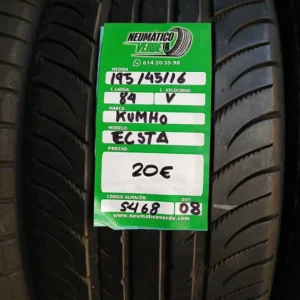 NEUMÁTICO
VERDE
614 20 35 98
MEDIDA:
195/45/16
C. CARGA: C. VELOCIDAD:
84 V
MARCA:
KUMHO
MODELO:
ECSTA
PRECIO:
20€
CÓDIGO ALMACÉN: DOT:
5468 08
www.neumaticoverde.com